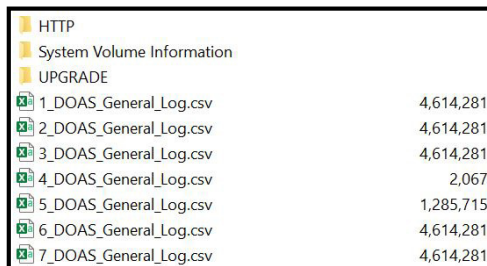 HTTP
System Volume Information
UPGRADE
1_DOAS_General_Log.csv 4,614,281
2_DOAS_General_Log.csv 4,614,281
3_DOAS_General_Log.csv 4,614,281
4_DOAS_General_Log.csv 2,067
5_DOAS_General_Log.csv 1,285,715
6_DOAS_General_Log.csv 4,614,281
7_DOAS_General_Log.csv 4,614,281